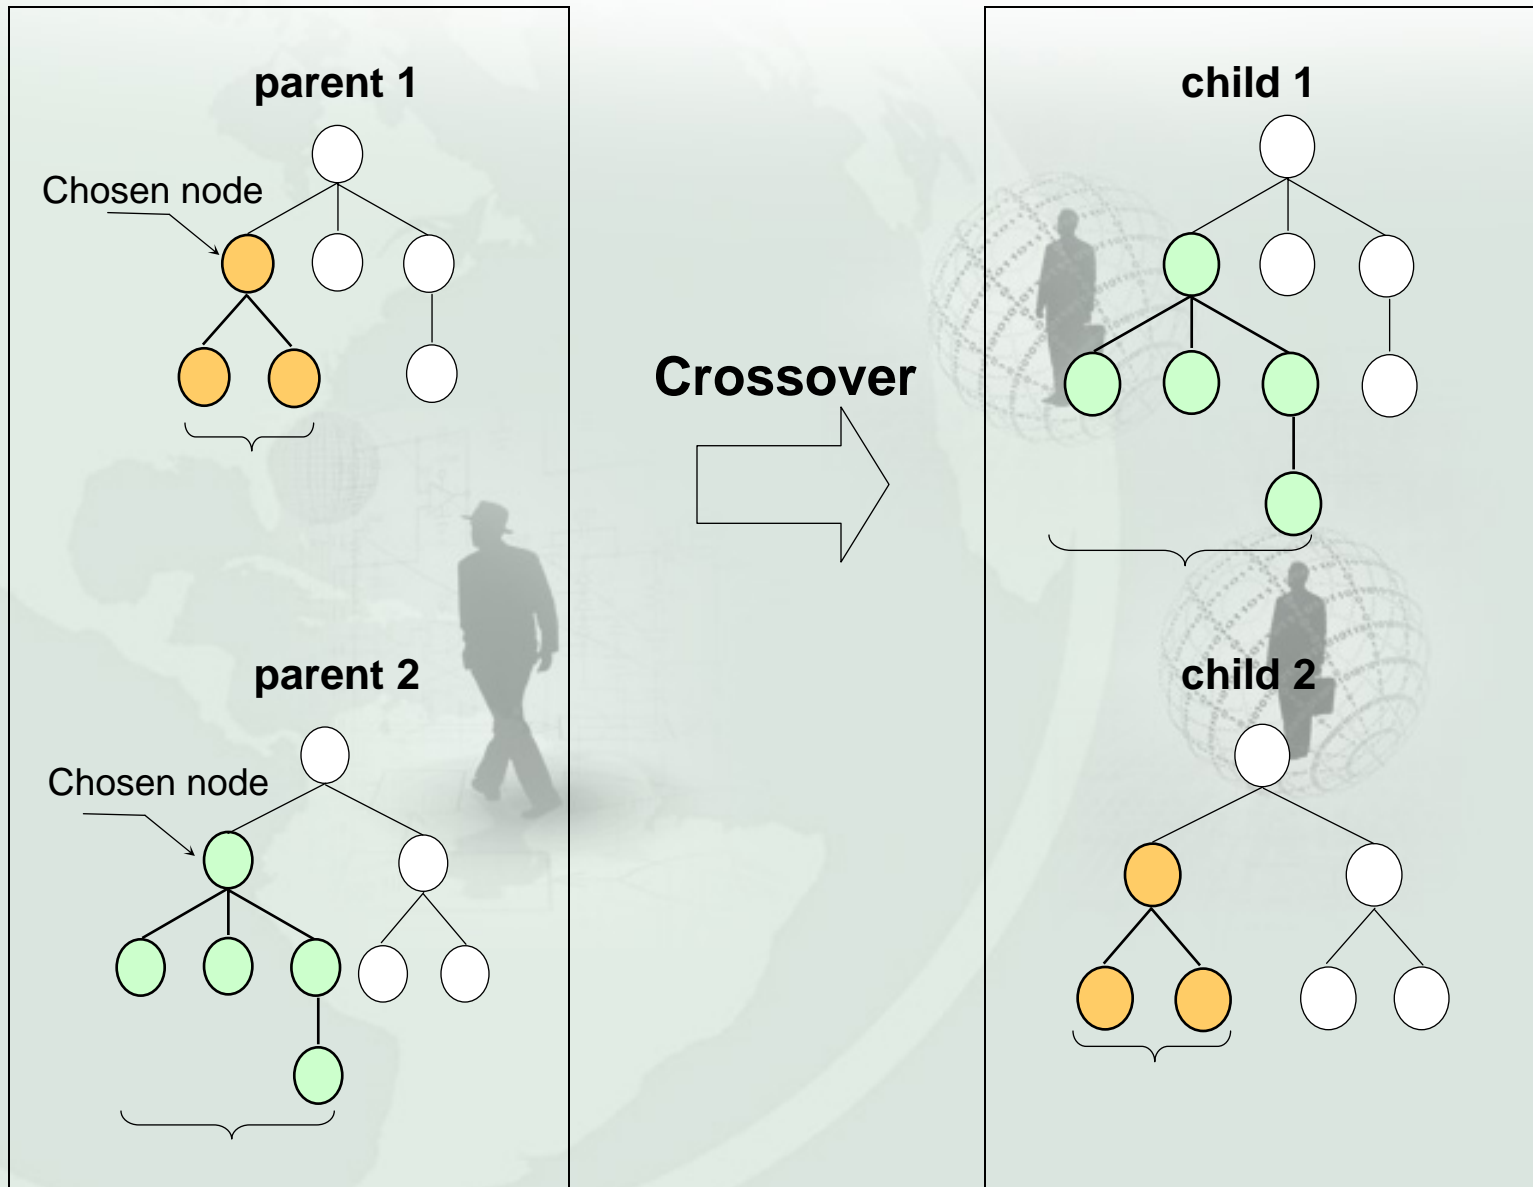 parent 1
Chosen node
parent 2
Chosen node
Crossover
child 1
child 2